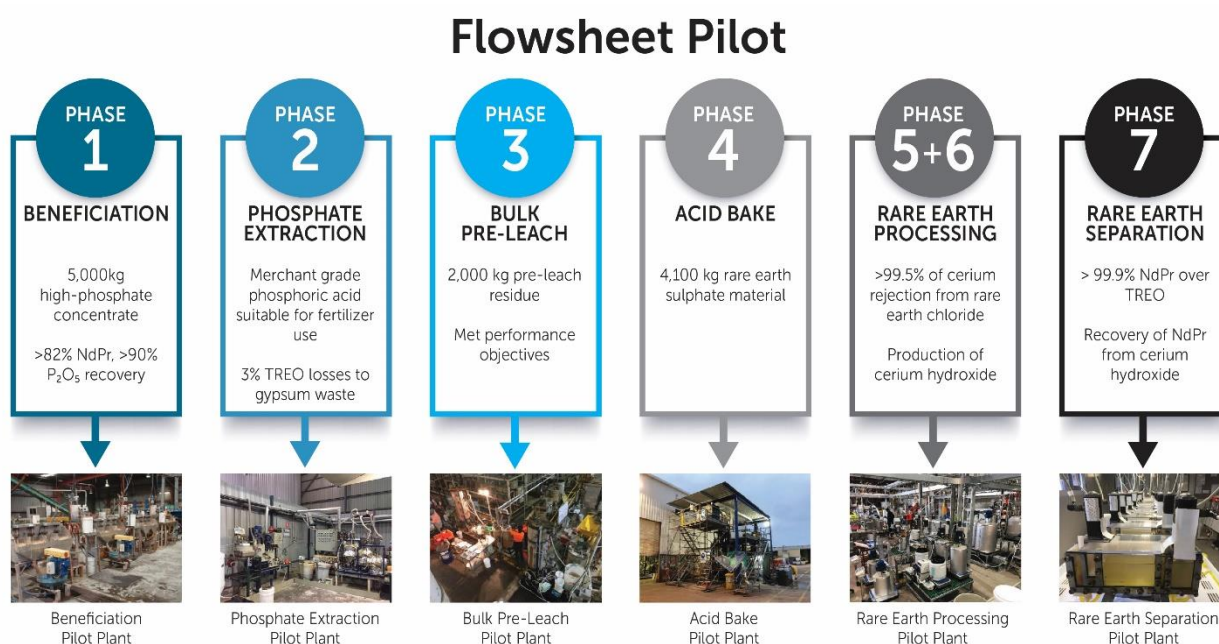 Flowsheet Pilot
PHASE
1
BENEFICIATION
5,000kg
high-phosphate
concentrate
>82% NdPr, >90%
P₂O₅ recovery
Beneficiation
Pilot Plant
PHASE
2
PHOSPHATE
EXTRACTION
Merchant grade
phosphoric acid
suitable for fertilizer
use
3% TREO losses to
gypsum waste
Phosphate Extraction
Pilot Plant
PHASE
3
BULK
PRE-LEACH
2,000 kg pre-leach
residue
Met performance
objectives
Bulk Pre-Leach
Pilot Plant
PHASE
4
ACID BAKE
4,100 kg rare earth
sulphate material
Acid Bake
Pilot Plant
PHASE
5+6
RARE EARTH
PROCESSING
>99.5% of cerium
rejection from rare
earth chloride
Production of
cerium hydroxide
Rare Earth Processing
Pilot Plant
PHASE
7
RARE EARTH
SEPARATION
> 99.9% NdPr over
TREO
Recovery of NdPr
from cerium
hydroxide
Rare Earth Separation
Pilot Plant